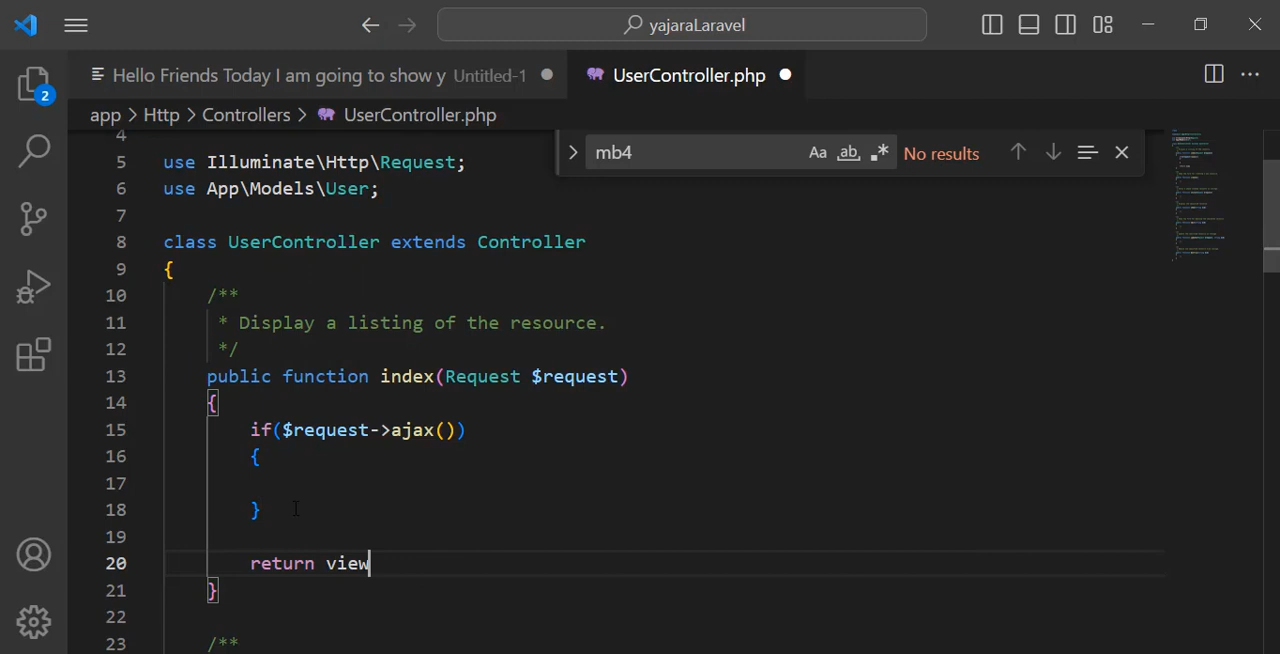 yajaraLaravel
Hello Friends Today I am going to show y Untitled-1
UserController.php
app > Http > Controllers > UserController.php
2
mb4
Aa
ab
.*
No results
4
5 use Illuminate\Http\Request;
6 use App\Models\User;
7
8 class UserController extends Controller
9 {
10 /**
11 * Display a listing of the resource.
12 */
13 public function index(Request $request)
14 {
15 if($request->ajax())
16 {
17
18 }
19
20 return view
21 }
22
23 /**